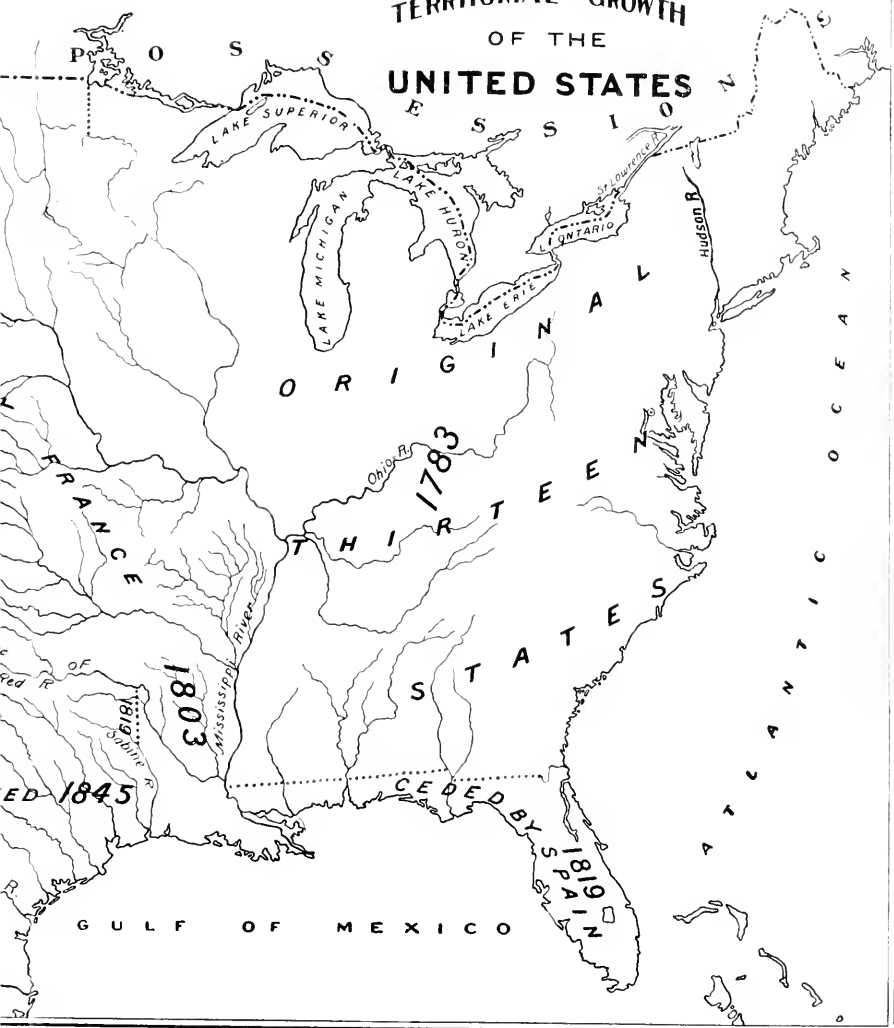 TERRITORIAL GROWTH
OF THE
UNITED STATES
POSSESSIONS
LAKE SUPERIOR
LAKE MICHIGAN
LAKE HURON
L. ONTARIO
LAKE ERIE
St Lawrence R.
Hudson R.
ORIGINAL
THIRTEEN
STATES
1783
Ohio R.
FRANCE
OF
Red R
1803
Mississippi River
1819
Sabine R
ED 1845
R.
CEDED BY
SPAIN
1819
GULF OF MEXICO
ATLANTIC OCEAN